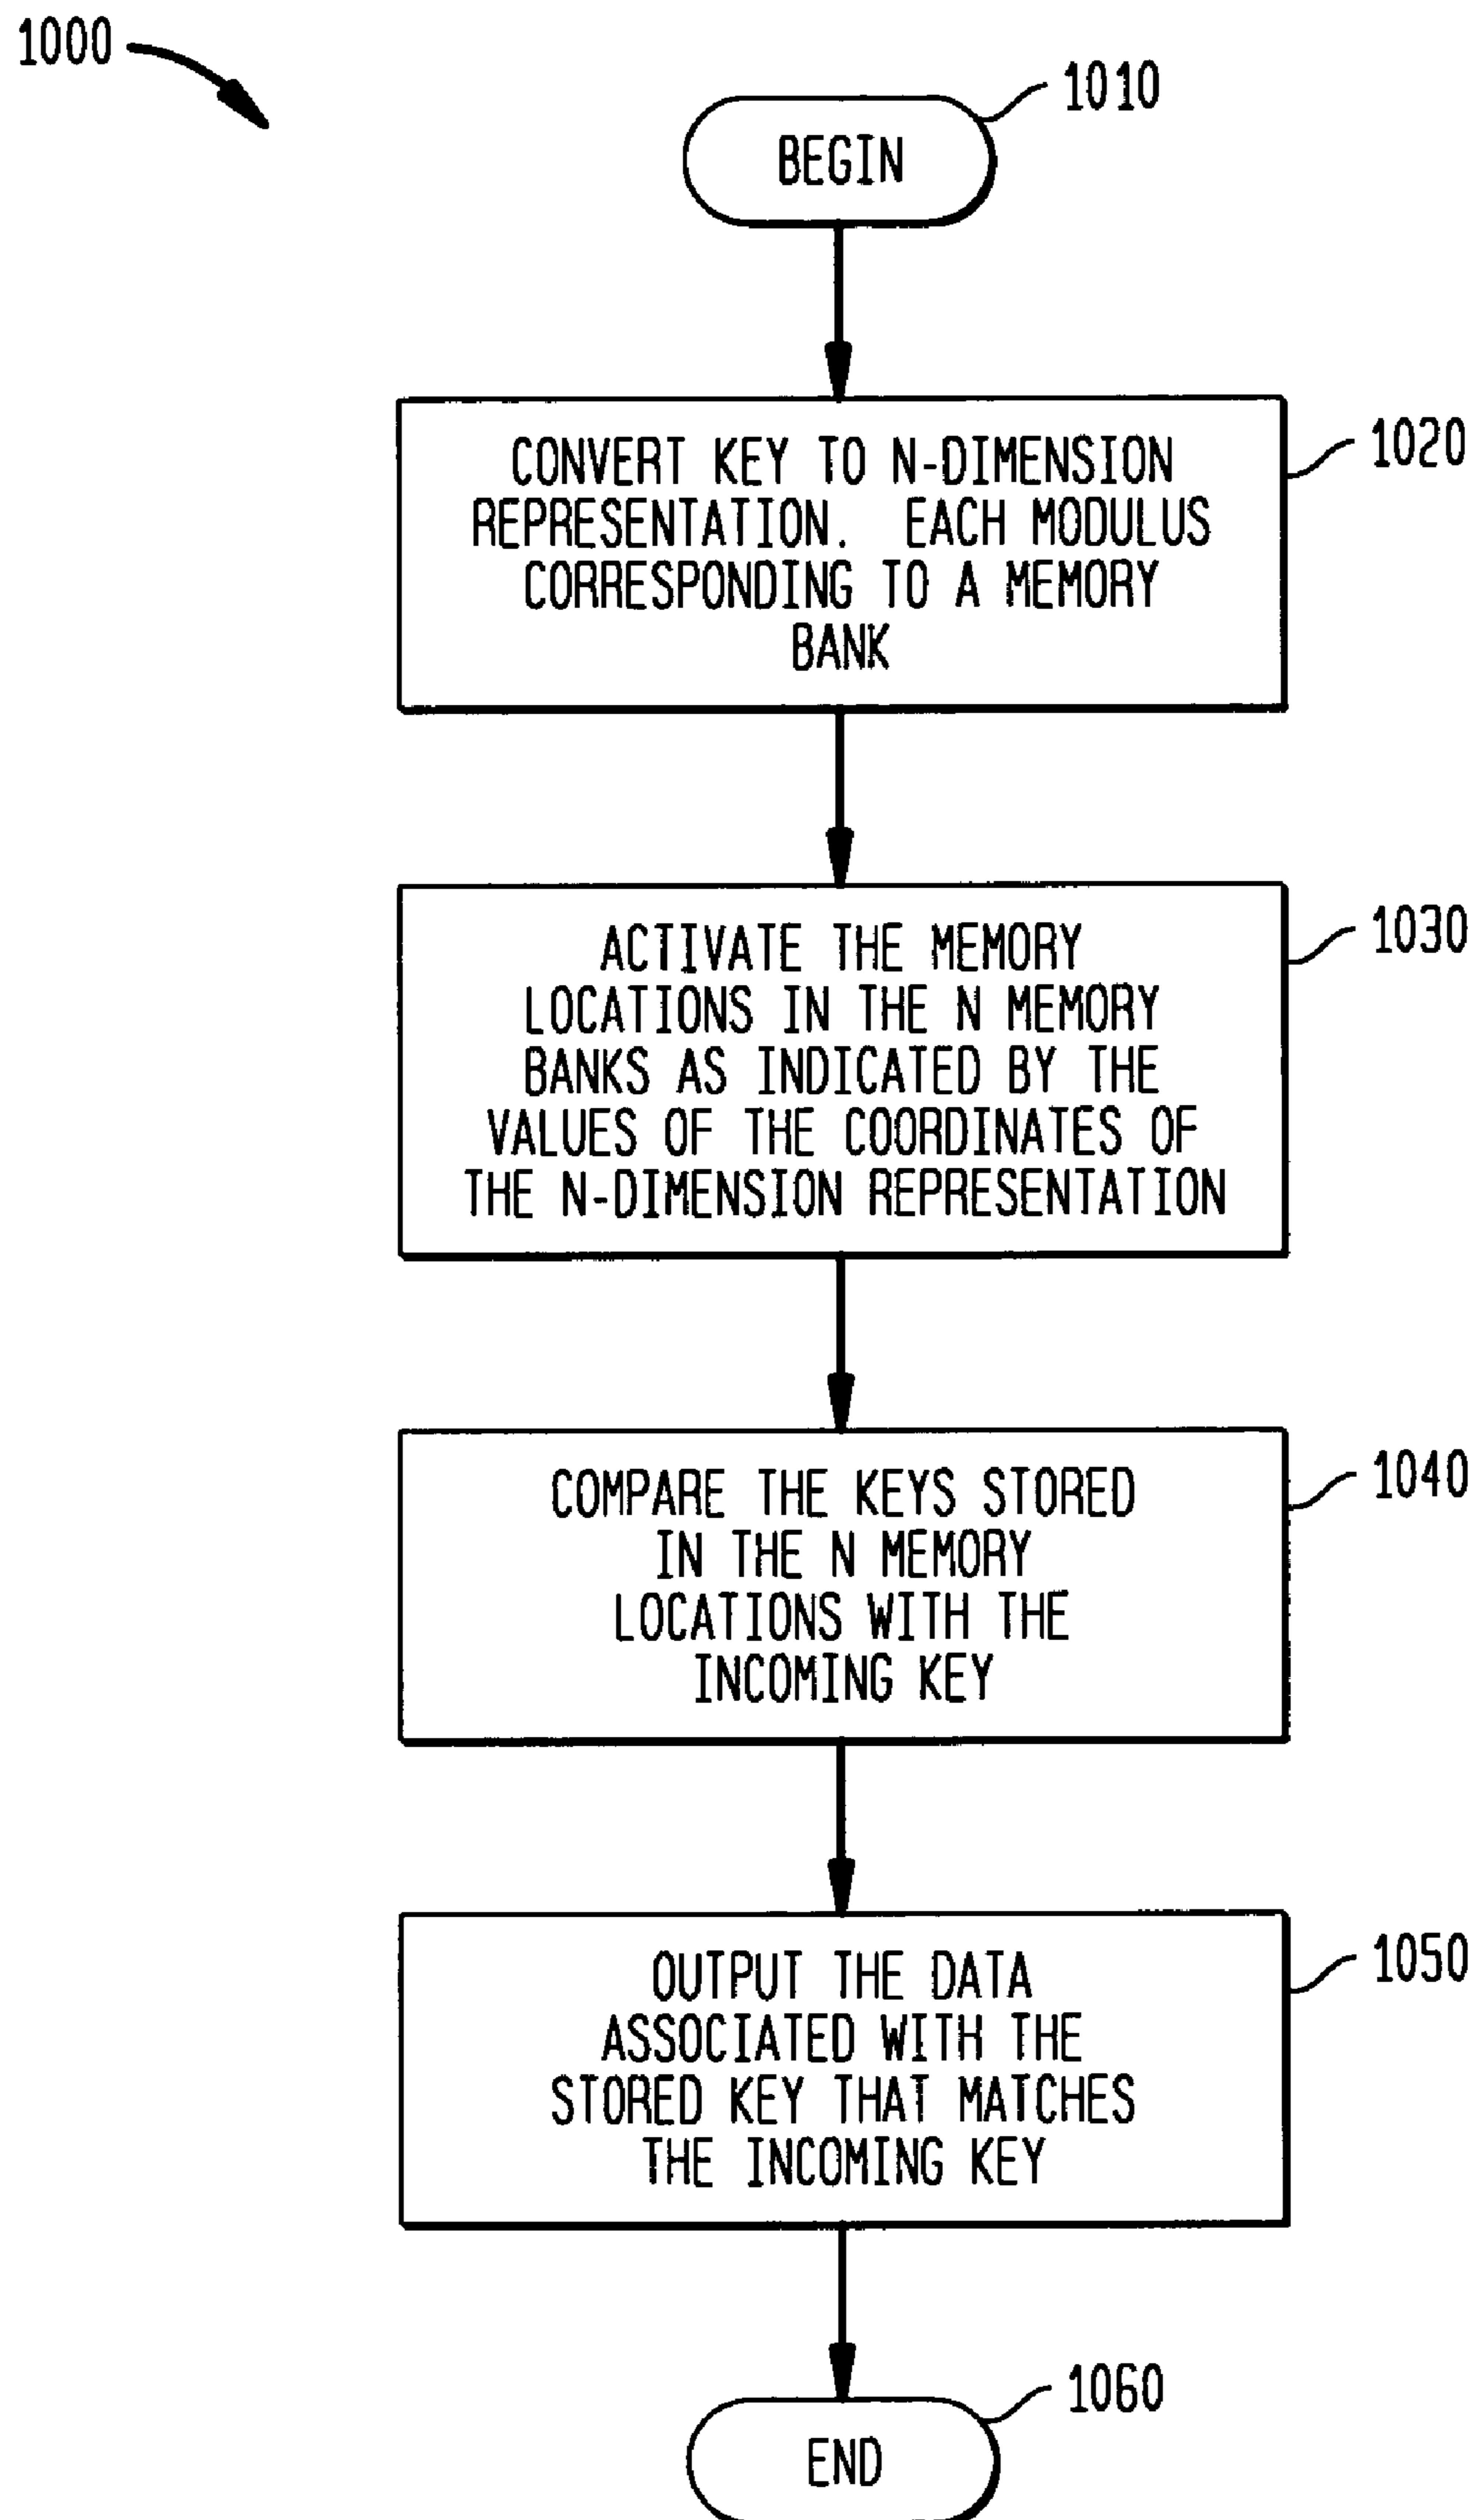 1000
1010
BEGIN
1020
CONVERT KEY TO N-DIMENSION
REPRESENTATION. EACH MODULUS
CORRESPONDING TO A MEMORY
BANK
1030
ACTIVATE THE MEMORY
LOCATIONS IN THE N MEMORY
BANKS AS INDICATED BY THE
VALUES OF THE COORDINATES OF
THE N-DIMENSION REPRESENTATION
1040
COMPARE THE KEYS STORED
IN THE N MEMORY
LOCATIONS WITH THE
INCOMING KEY
1050
OUTPUT THE DATA
ASSOCIATED WITH THE
STORED KEY THAT MATCHES
THE INCOMING KEY
1060
END